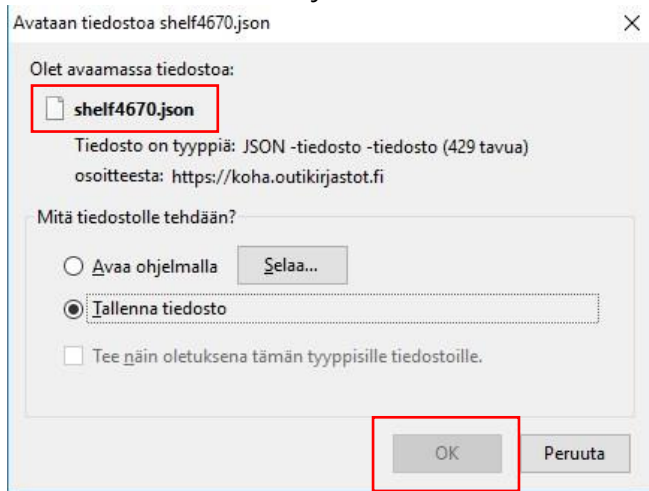 Avataan tiedostoa shelf4670.json
Olet avaamassa tiedostoa:
shelf4670.json
Tiedosto on tyyppiä: JSON -tiedosto -tiedosto (429 tavua)
osoitteesta: https://koha.outikirjastot.fi
Mitä tiedostolle tehdään?
Avaa ohjelmalla Selaa...
Tallenna tiedosto
Tee näin oletuksena tämän tyyppisille tiedostoille.
OK Peruuta